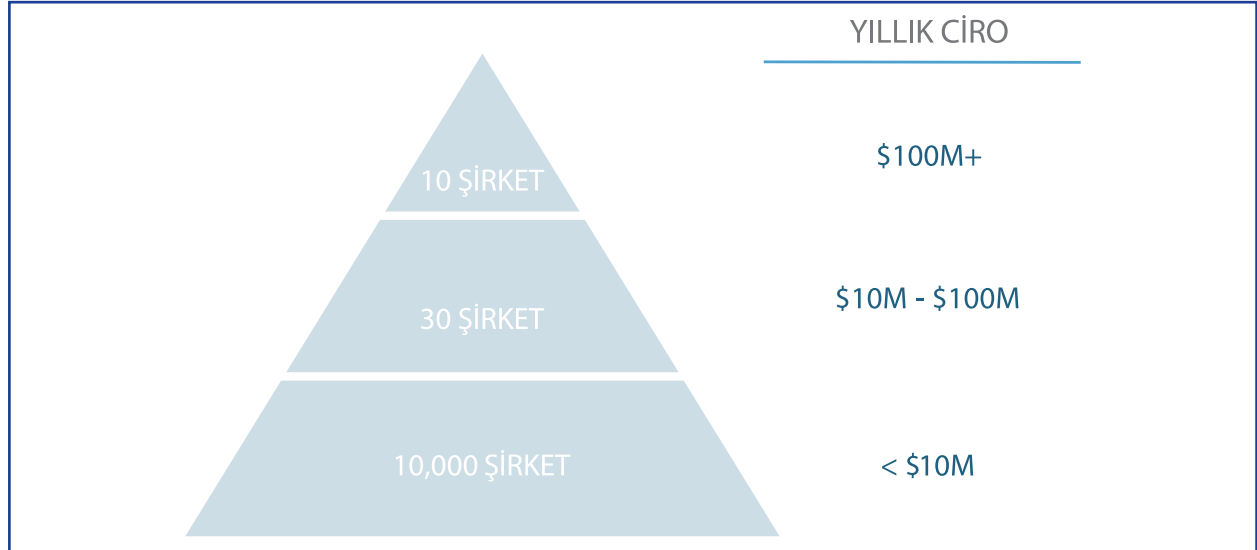 YILLIK CİRO
10 ŞİRKET
$100M+
30 ŞİRKET
$10M - $100M
10,000 ŞİRKET
< $10M